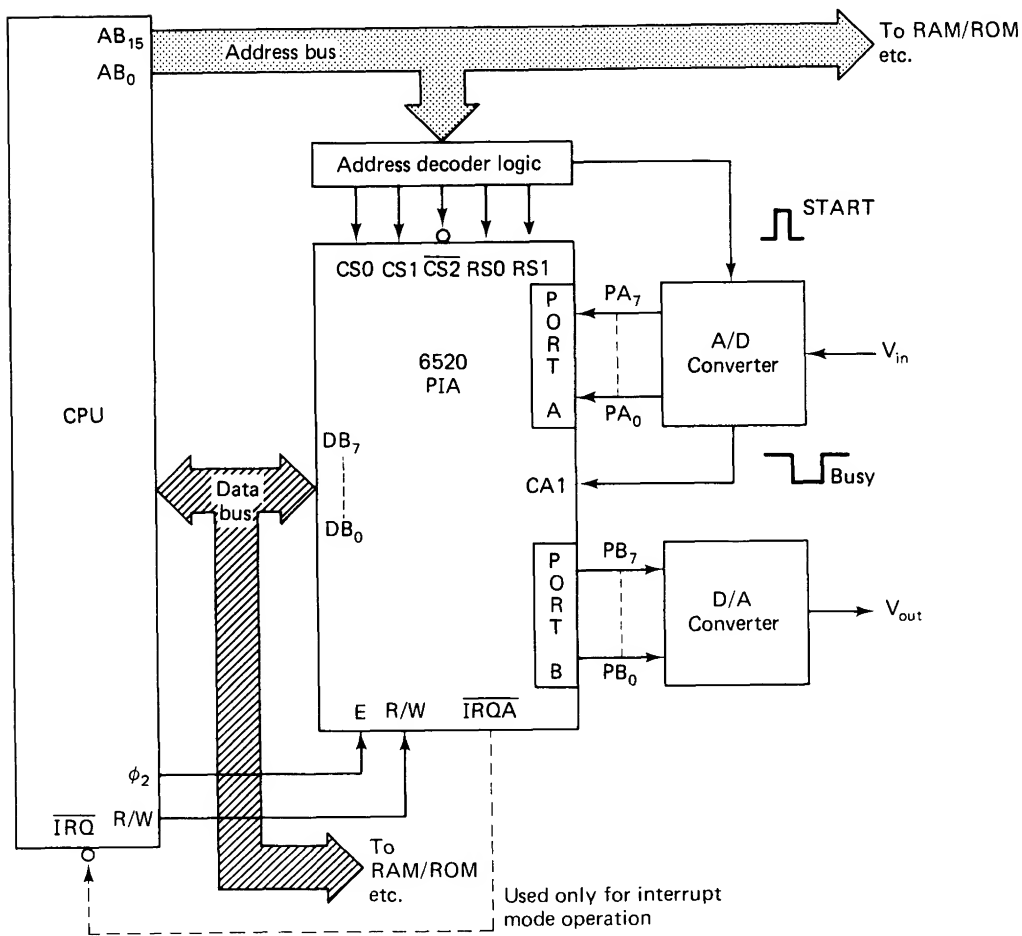 AB15
AB0
Address bus
To RAM/ROM
etc.
Address decoder logic
START
CS0 CS1 CS2 RS0 RS1
PORT A
PA7
PA0
A/D
Converter
Vin
6520
PIA
CPU
DB7
Data
bus
DB0
CA1
Busy
PORT B
PB7
PB0
D/A
Converter
Vout
E R/W IRQA
ϕ2
IRQ R/W
To
RAM/ROM
etc.
Used only for interrupt
mode operation